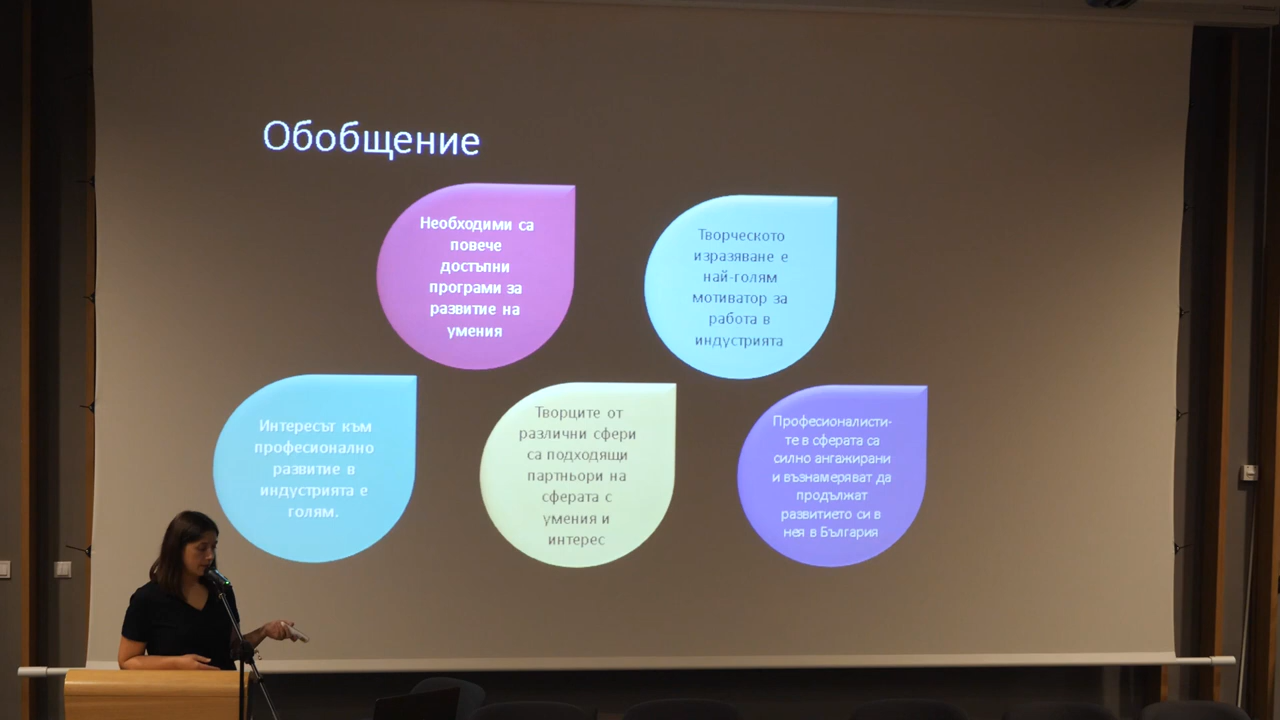 Обобщение
Необходими са
повече
достъпни
програми за
развитие на
умения
Творческото
изразяване е
най-голям
мотиватор за
работа в
индустрията
Интересът към
професионално
развитие в
индустрията е
голям.
Творците от
различни сфери
са подходящи
партньори на
сферата с
умения и
интерес
Професионалисти-
те в сферата са
силно ангажирани
и възнамеряват да
продължат
развитието си в
нея в България